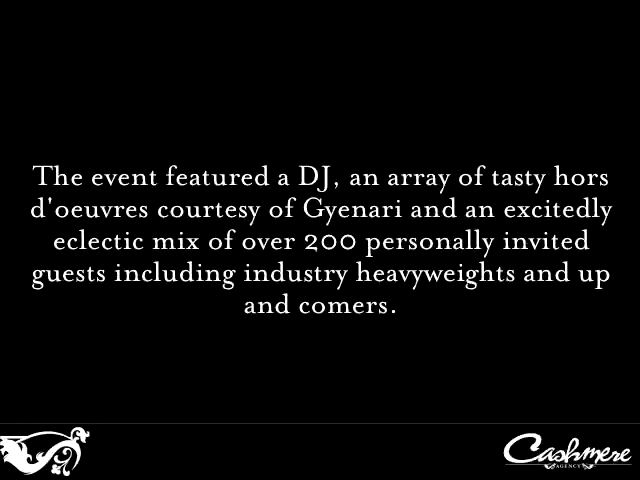 The event featured a DJ, an array of tasty hors
d'oeuvres courtesy of Gyenari and an excitedly
eclectic mix of over 200 personally invited
guests including industry heavyweights and up
and comers.
Cashmere
AGENCY